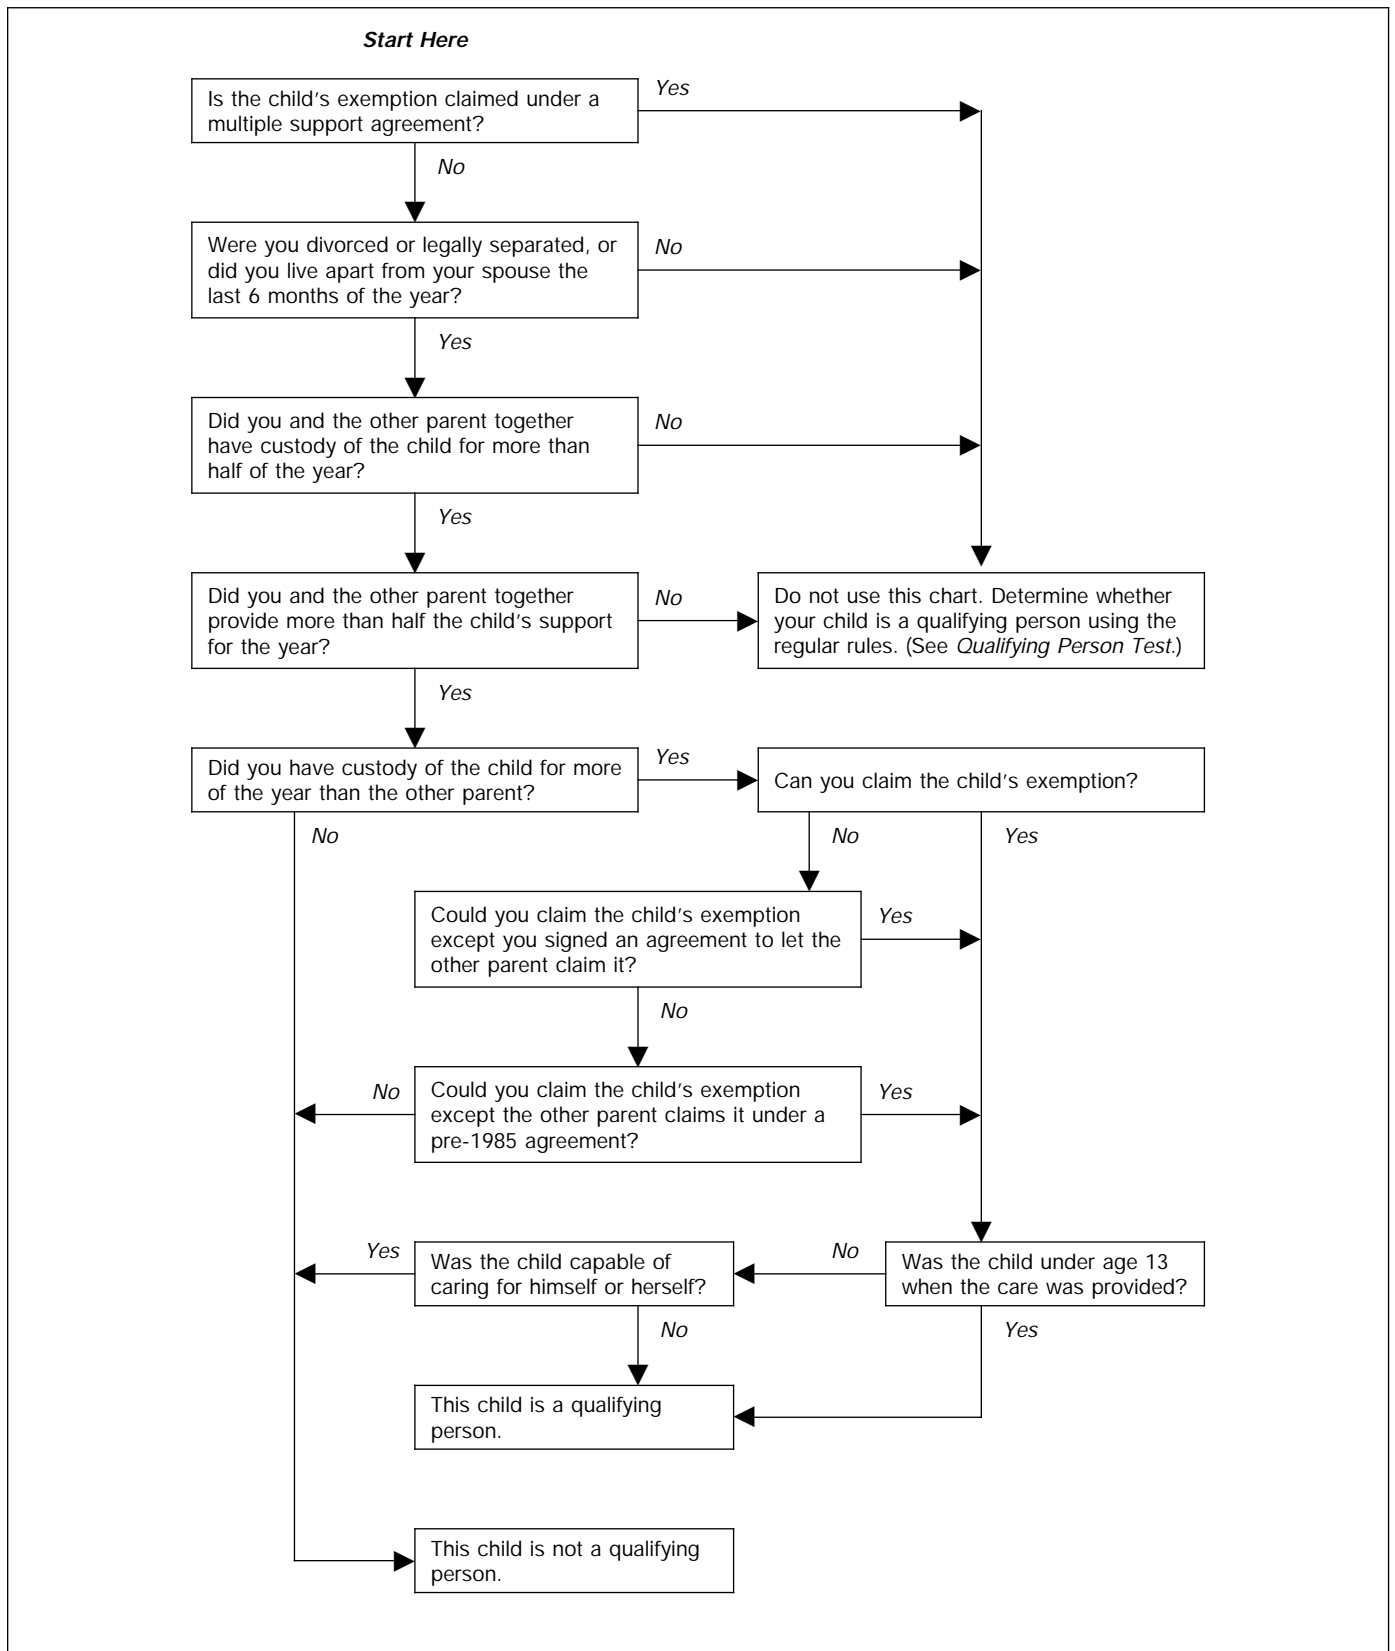 Start Here
Is the child's exemption claimed under a
multiple support agreement?
Yes
No
Were you divorced or legally separated, or
did you live apart from your spouse the
last 6 months of the year?
No
Yes
Did you and the other parent together
have custody of the child for more than
half of the year?
No
Yes
Did you and the other parent together
provide more than half the child's support
for the year?
No
Do not use this chart. Determine whether
your child is a qualifying person using the
regular rules. (See Qualifying Person Test.)
Yes
Did you have custody of the child for more
of the year than the other parent?
Yes
Can you claim the child's exemption?
No
No
Yes
Could you claim the child's exemption
except you signed an agreement to let the
other parent claim it?
Yes
No
No
Could you claim the child's exemption
except the other parent claims it under a
pre-1985 agreement?
Yes
Yes
Was the child capable of
caring for himself or herself?
No
Was the child under age 13
when the care was provided?
No
Yes
This child is a qualifying
person.
This child is not a qualifying
person.